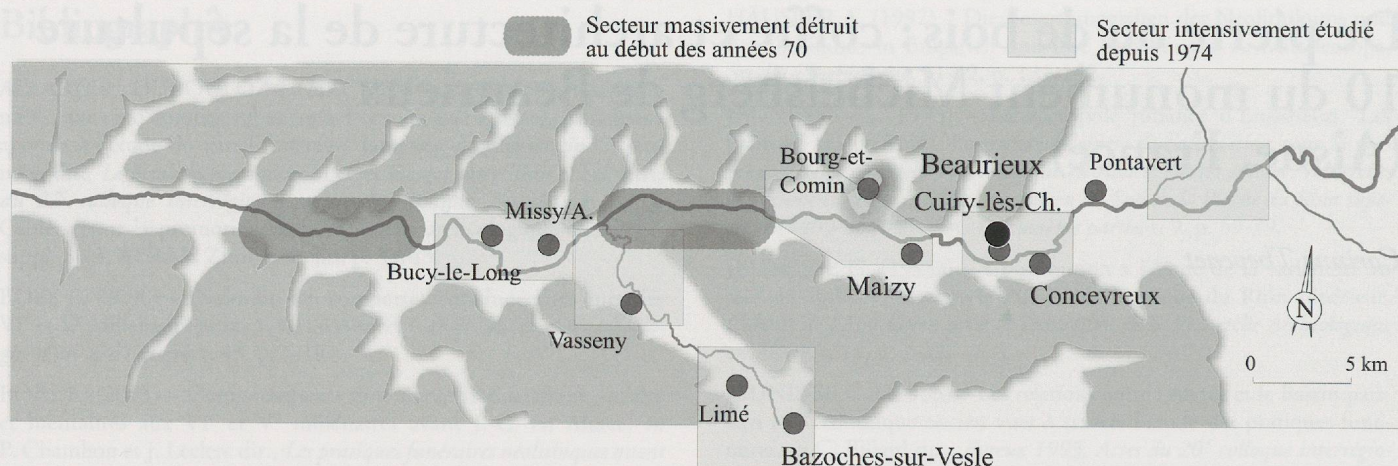 Secteur massivement détruit
au début des années 70
Secteur intensivement étudié
depuis 1974
Bourg-et-
Comin
Beaurieux
Cuiry-lès-Ch.
Pontavert
Missy/A.
Bucy-le-Long
Maizy
Concevreux
Vasseny
N
0 5 km
Limé
Bazoches-sur-Vesle